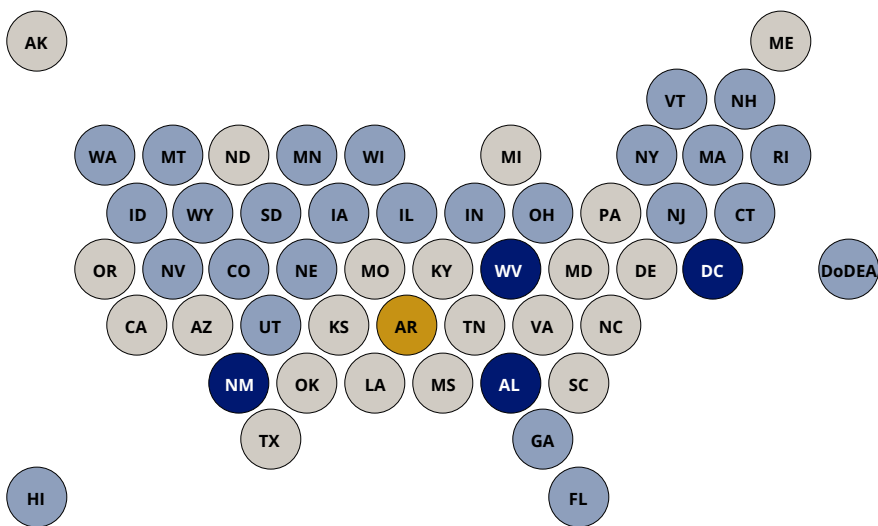 AK ME
VT NH
WA MT ND MN WI MI NY MA RI
ID WY SD IA IL IN OH PA NJ CT
OR NV CO NE MO KY WV MD DE DC DoDEA
CA AZ UT KS AR TN VA NC
NM OK LA MS AL SC
TX GA
HI FL